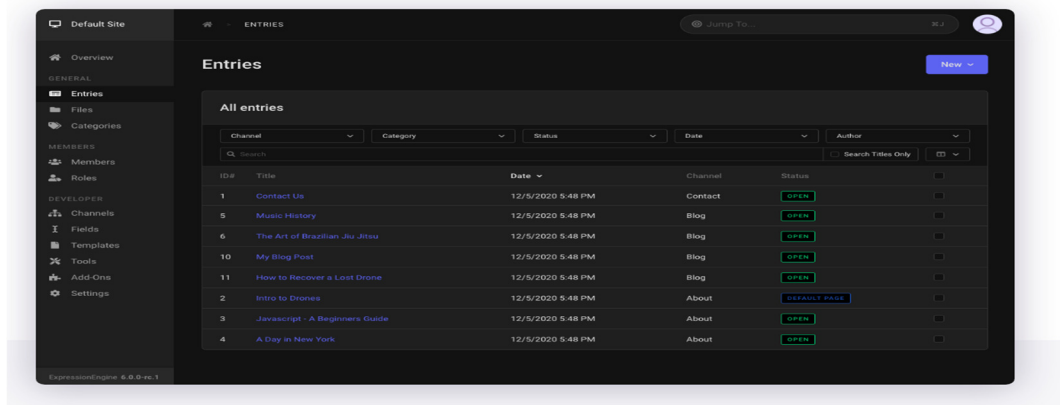 Default Site
ENTRIES
Jump To...
⌘J
Overview
GENERAL
Entries
Files
Categories
MEMBERS
Members
Roles
DEVELOPER
Channels
Fields
Templates
Tools
Add-Ons
Settings
ExpressionEngine 6.0.0-rc.1
Entries
New
All entries
Channel Category Status Date Author
Search Search Titles Only
ID# Title Date Channel Status
1 Contact Us 12/5/2020 5:48 PM Contact OPEN
5 Music History 12/5/2020 5:48 PM Blog OPEN
6 The Art of Brazilian Jiu Jitsu 12/5/2020 5:48 PM Blog OPEN
10 My Blog Post 12/5/2020 5:48 PM Blog OPEN
11 How to Recover a Lost Drone 12/5/2020 5:48 PM Blog OPEN
2 Intro to Drones 12/5/2020 5:48 PM About DEFAULT PAGE
3 Javascript - A Beginners Guide 12/5/2020 5:48 PM About OPEN
4 A Day in New York 12/5/2020 5:48 PM About OPEN